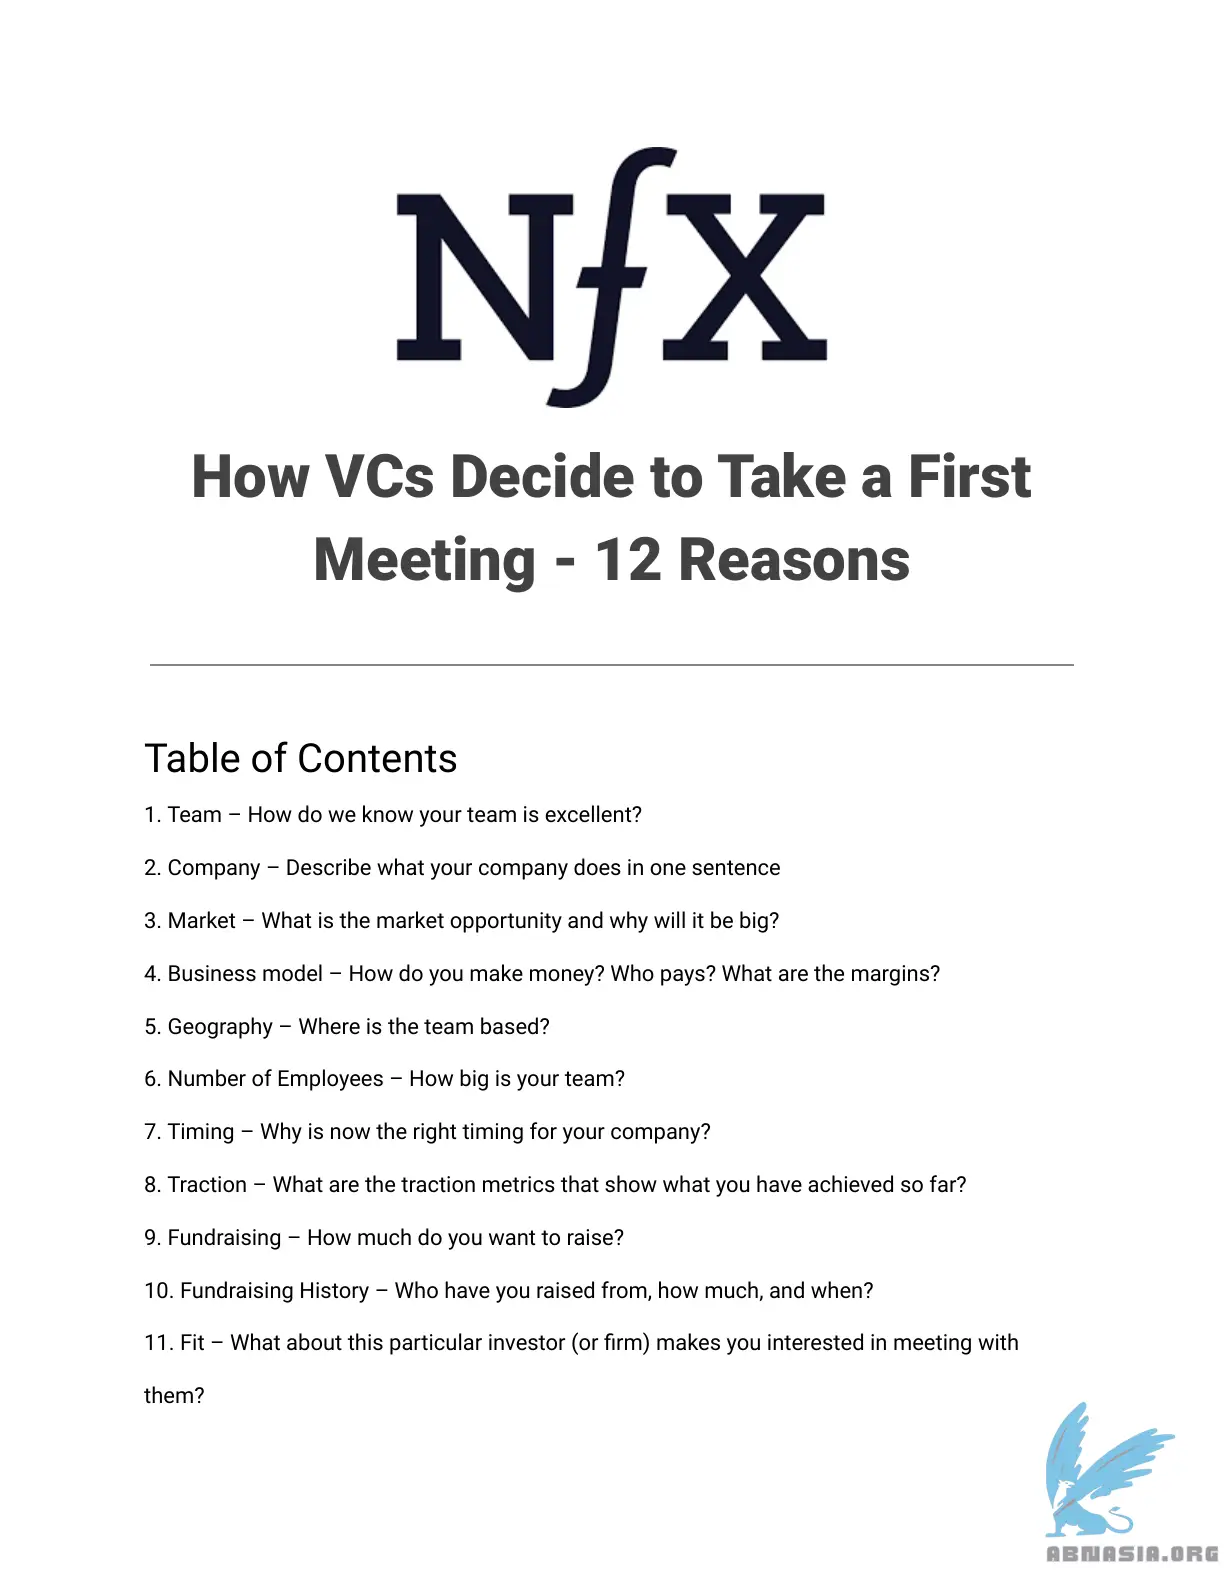 NfX
How VCs Decide to Take a First
Meeting - 12 Reasons
Table of Contents
1. Team – How do we know your team is excellent?
2. Company – Describe what your company does in one sentence
3. Market – What is the market opportunity and why will it be big?
4. Business model – How do you make money? Who pays? What are the margins?
5. Geography – Where is the team based?
6. Number of Employees – How big is your team?
7. Timing – Why is now the right timing for your company?
8. Traction – What are the traction metrics that show what you have achieved so far?
9. Fundraising – How much do you want to raise?
10. Fundraising History – Who have you raised from, how much, and when?
11. Fit – What about this particular investor (or firm) makes you interested in meeting with
them?
ABNASIA.ORG